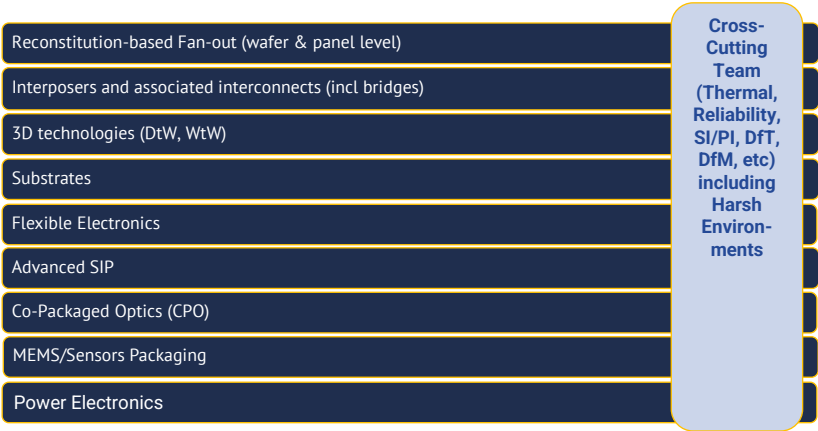 Reconstitution-based Fan-out (wafer & panel level)
Interposers and associated interconnects (incl bridges)
3D technologies (DtW, WtW)
Substrates
Flexible Electronics
Advanced SIP
Co-Packaged Optics (CPO)
MEMS/Sensors Packaging
Power Electronics
Cross-
Cutting
Team
(Thermal,
Reliability,
SI/PI, DfT,
DfM, etc)
including
Harsh
Environ-
ments